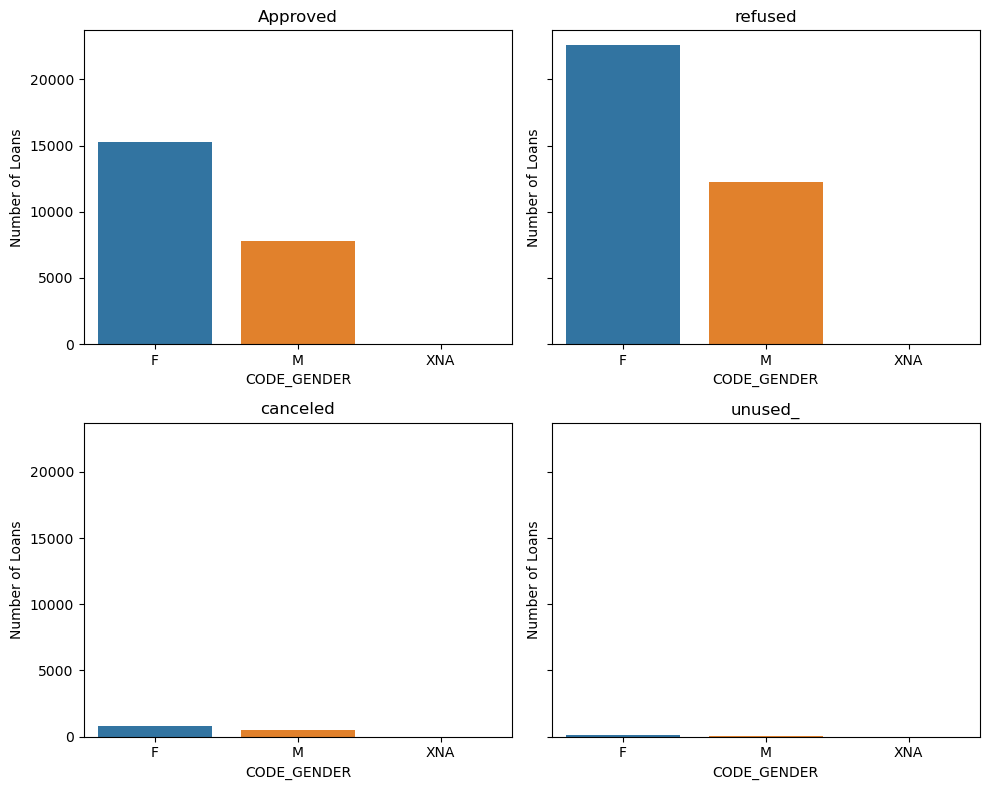 Approved
20000
15000
10000
5000
0
Number of Loans
F M XNA
CODE_GENDER
refused
Number of Loans
F M XNA
CODE_GENDER
canceled
20000
15000
10000
5000
0
Number of Loans
F M XNA
CODE_GENDER
unused_
Number of Loans
F M XNA
CODE_GENDER